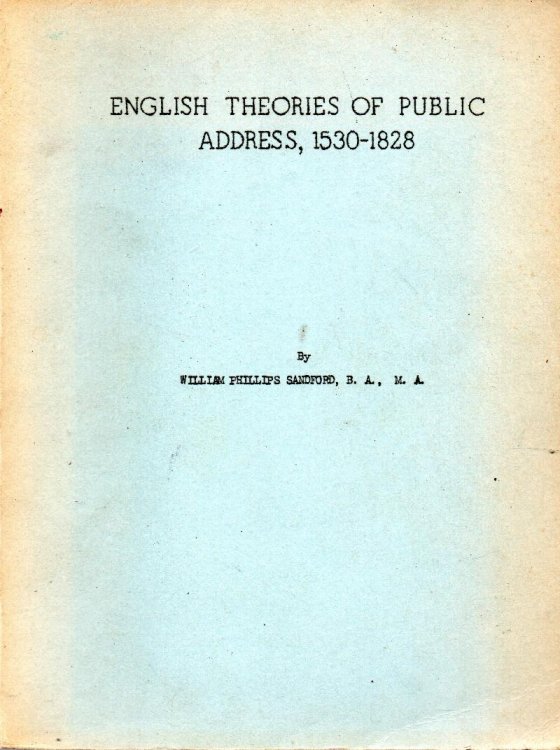 ENGLISH THEORIES OF PUBLIC
ADDRESS, 1530-1828
By
WILLIAM PHILLIPS SANDFORD, B. A., M. A.